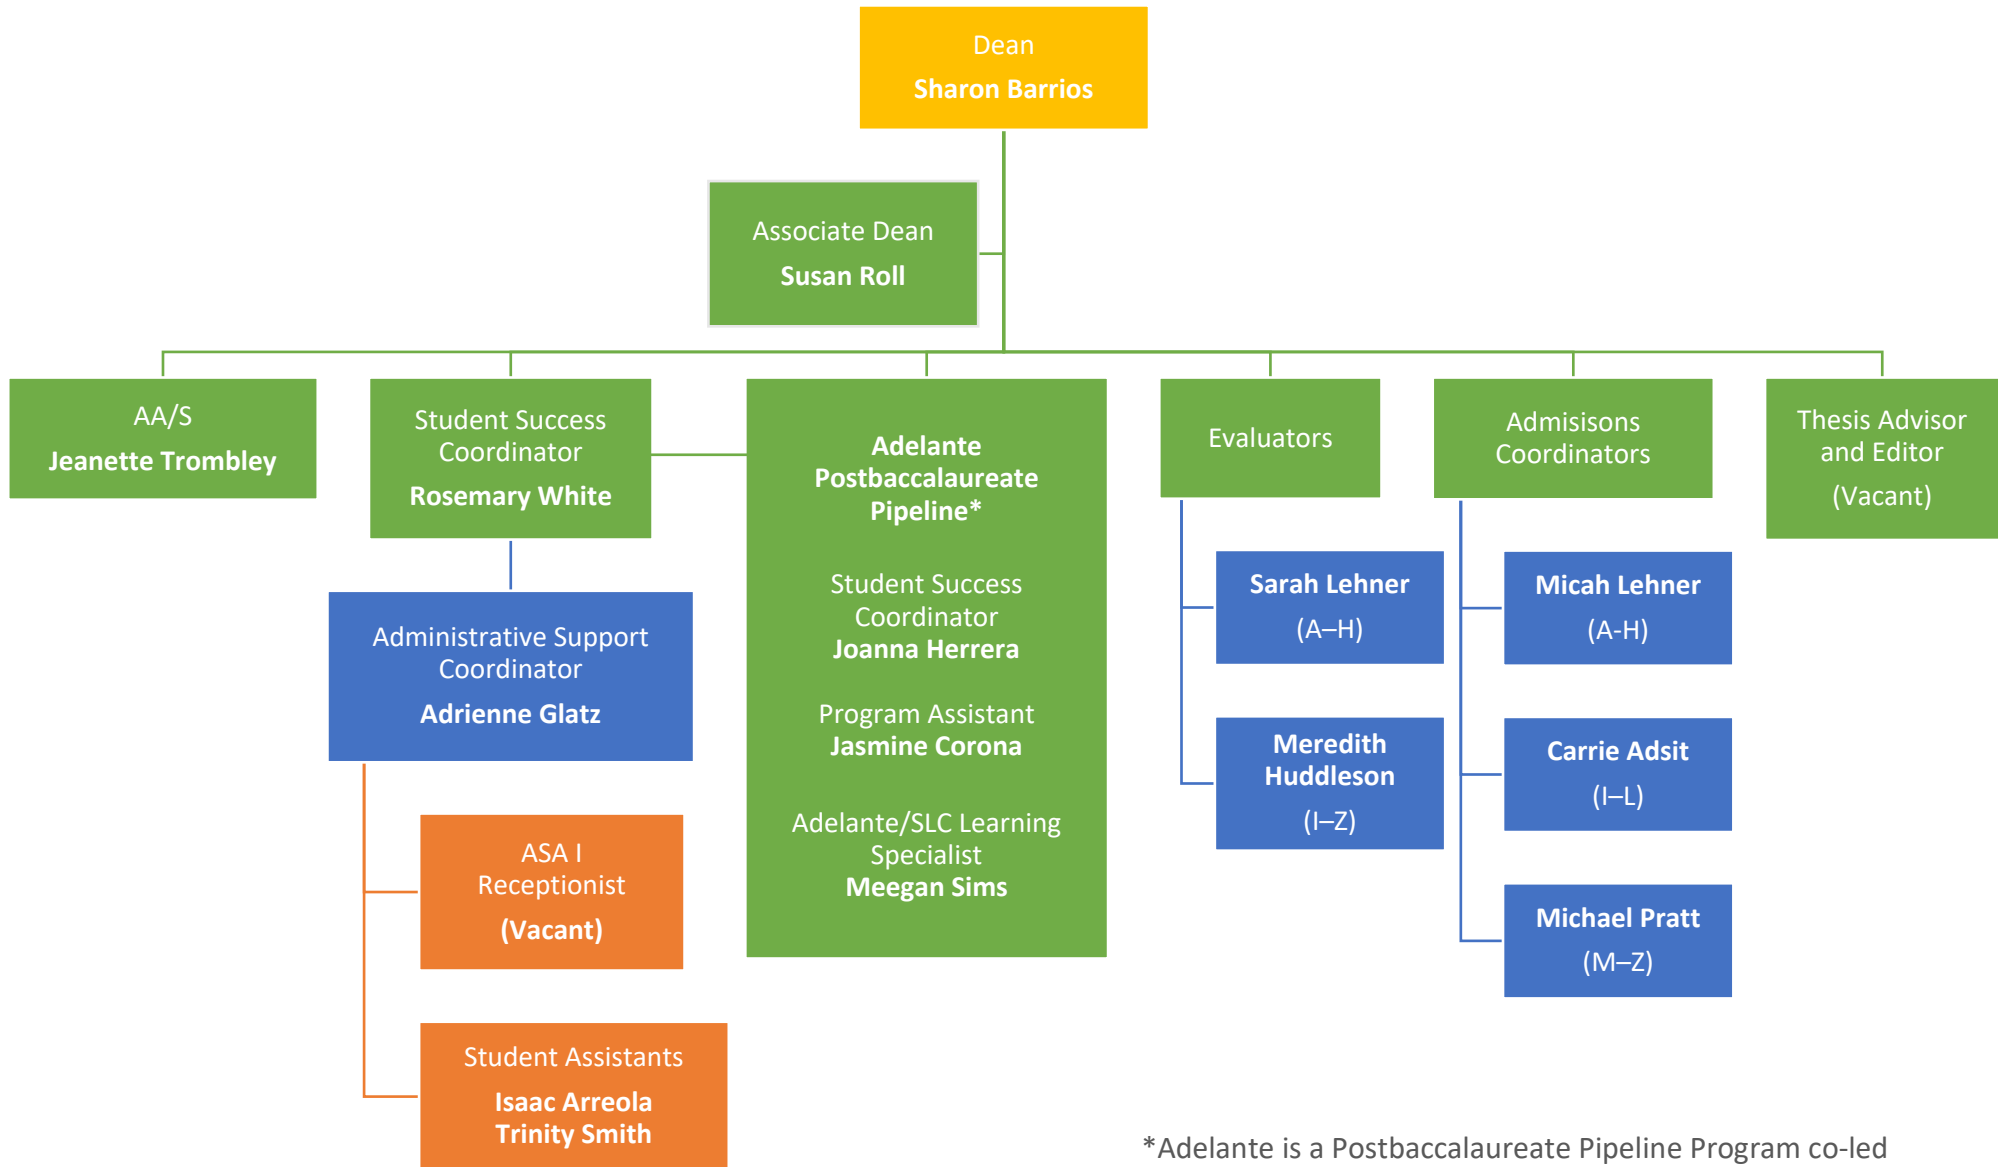 Dean
Sharon Barrios
Associate Dean
Susan Roll
AA/S
Jeanette Trombley
Student Success
Coordinator
Rosemary White
Adelante
Postbaccalaureate
Pipeline*
Student Success
Coordinator
Joanna Herrera
Program Assistant
Jasmine Corona
Adelante/SLC Learning
Specialist
Meegan Sims
Evaluators
Admisisons
Coordinators
Thesis Advisor
and Editor
(Vacant)
Administrative Support
Coordinator
Adrienne Glatz
ASA I
Receptionist
(Vacant)
Student Assistants
Isaac Arreola
Trinity Smith
Sarah Lehner
(A–H)
Meredith
Huddleson
(I–Z)
Micah Lehner
(A-H)
Carrie Adsit
(I–L)
Michael Pratt
(M–Z)
*Adelante is a Postbaccalaureate Pipeline Program co-led